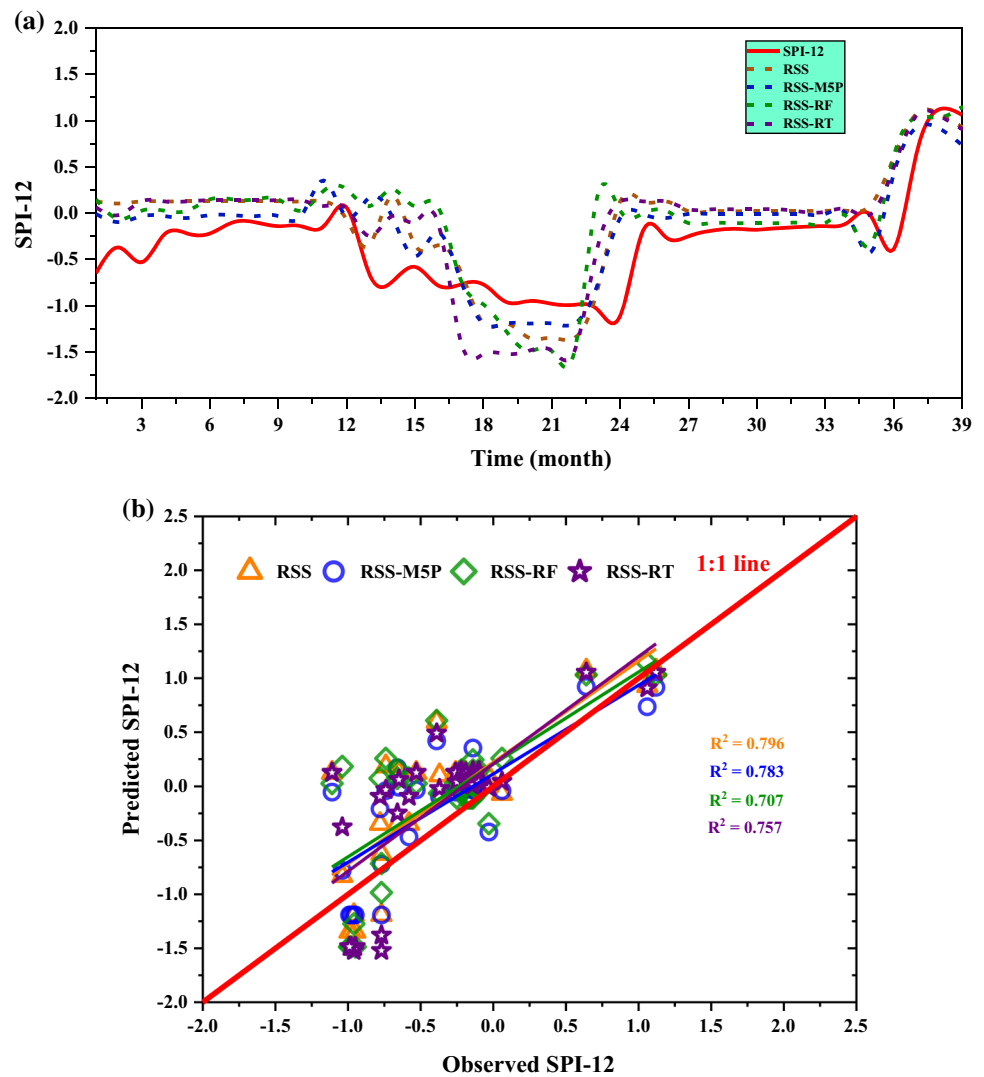 (a)
2.0
1.5
1.0
0.5
0.0
-0.5
-1.0
-1.5
-2.0
SPI-12
SPI-12
RSS
RSS-M5P
RSS-RF
RSS-RT
3 6 9 12 15 18 21 24 27 30 33 36 39
Time (month)
(b)
2.5
2.0
1.5
1.0
0.5
0.0
-0.5
-1.0
-1.5
-2.0
Predicted SPI-12
RSS RSS-M5P RSS-RF RSS-RT
1:1 line
R² = 0.796
R² = 0.783
R² = 0.707
R² = 0.757
-2.0 -1.5 -1.0 -0.5 0.0 0.5 1.0 1.5 2.0 2.5
Observed SPI-12